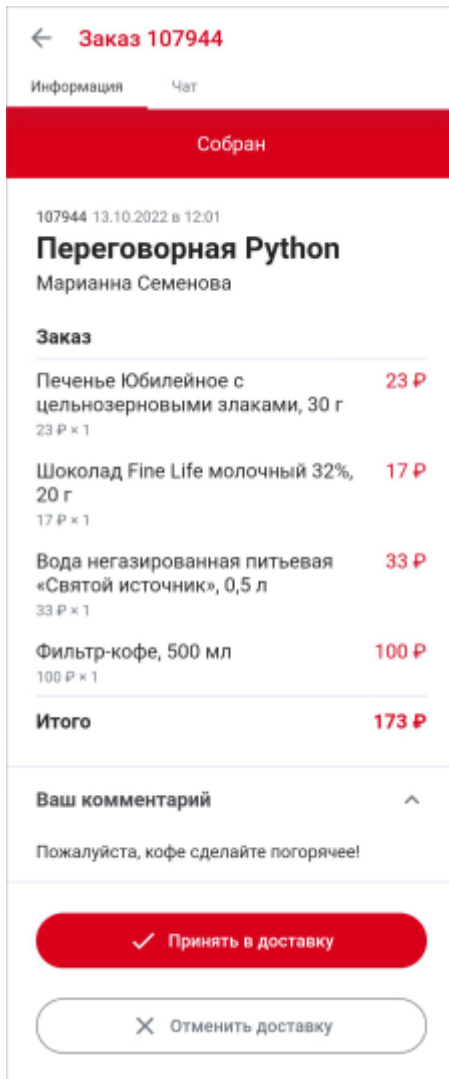 Заказ 107944
Информация Чат
Собран
107944 13.10.2022 в 12:01
Переговорная Python
Марианна Семенова
Заказ
Печенье Юбилейное с 23 ₽
цельнозерновыми злаками, 30 г
23 ₽ × 1
Шоколад Fine Life молочный 32%, 17 ₽
20 г
17 ₽ × 1
Вода негазированная питьевая 33 ₽
«Святой источник», 0,5 л
33 ₽ × 1
Фильтр-кофе, 500 мл 100 ₽
100 ₽ × 1
Итого 173 ₽
Ваш комментарий
Пожалуйста, кофе сделайте погорячее!
Принять в доставку
Отменить доставку